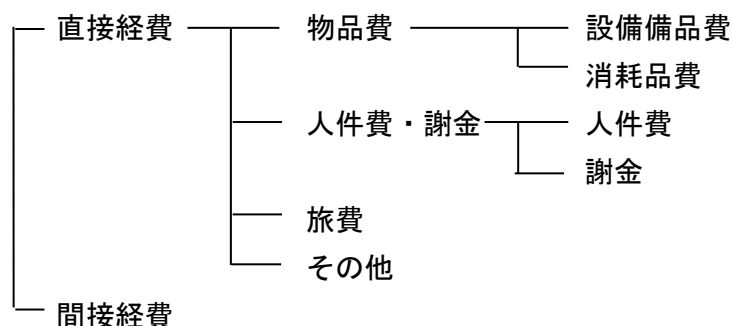 直接経費 物品費 設備備品費
消耗品費
人件費・謝金 人件費
謝金
旅費
その他
間接経費